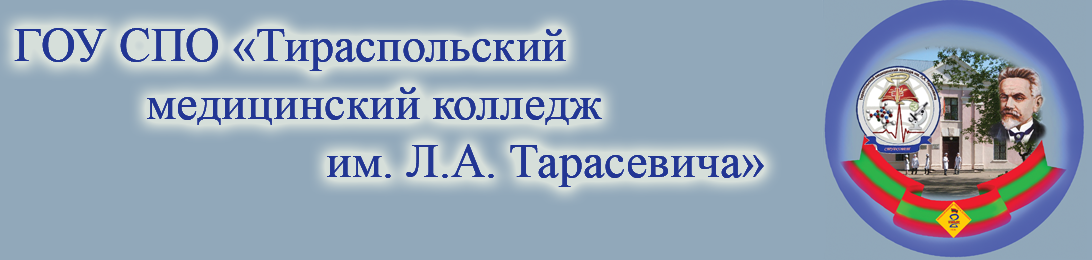 ГОУ СПО «Тираспольский
медицинский колледж
им. Л.А. Тарасевича»